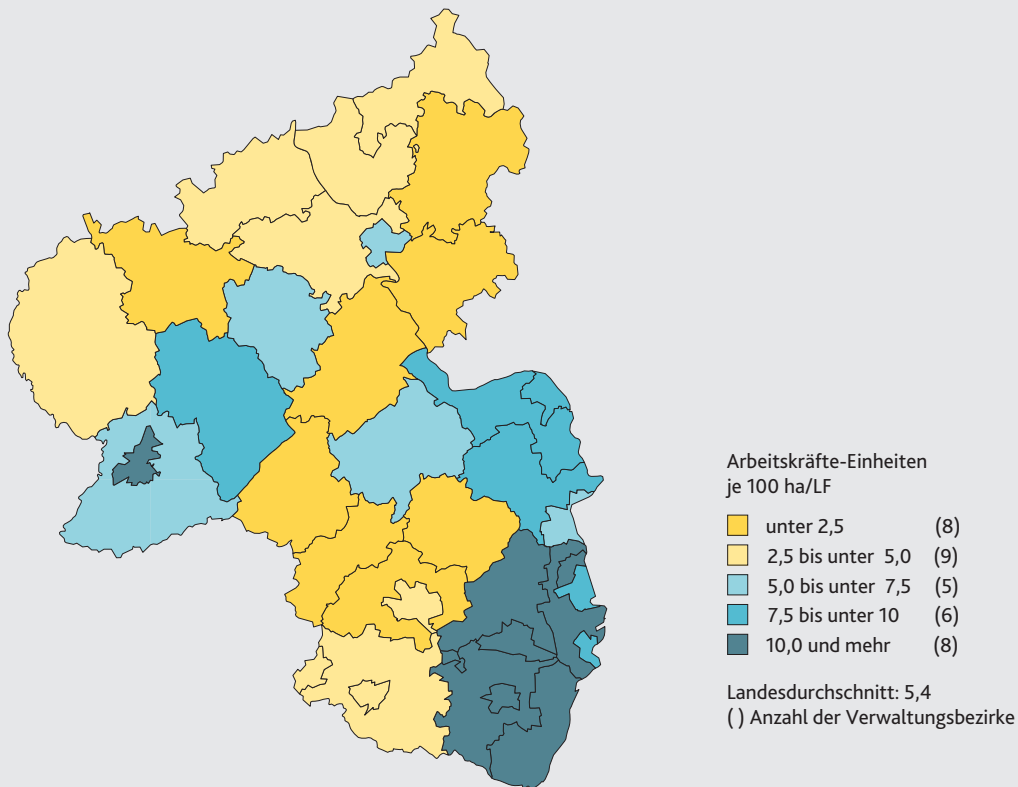 Arbeitskräfte-Einheiten
je 100 ha/LF
unter 2,5 (8)
2,5 bis unter 5,0 (9)
5,0 bis unter 7,5 (5)
7,5 bis unter 10 (6)
10,0 und mehr (8)
Landesdurchschnitt: 5,4
( ) Anzahl der Verwaltungsbezirke